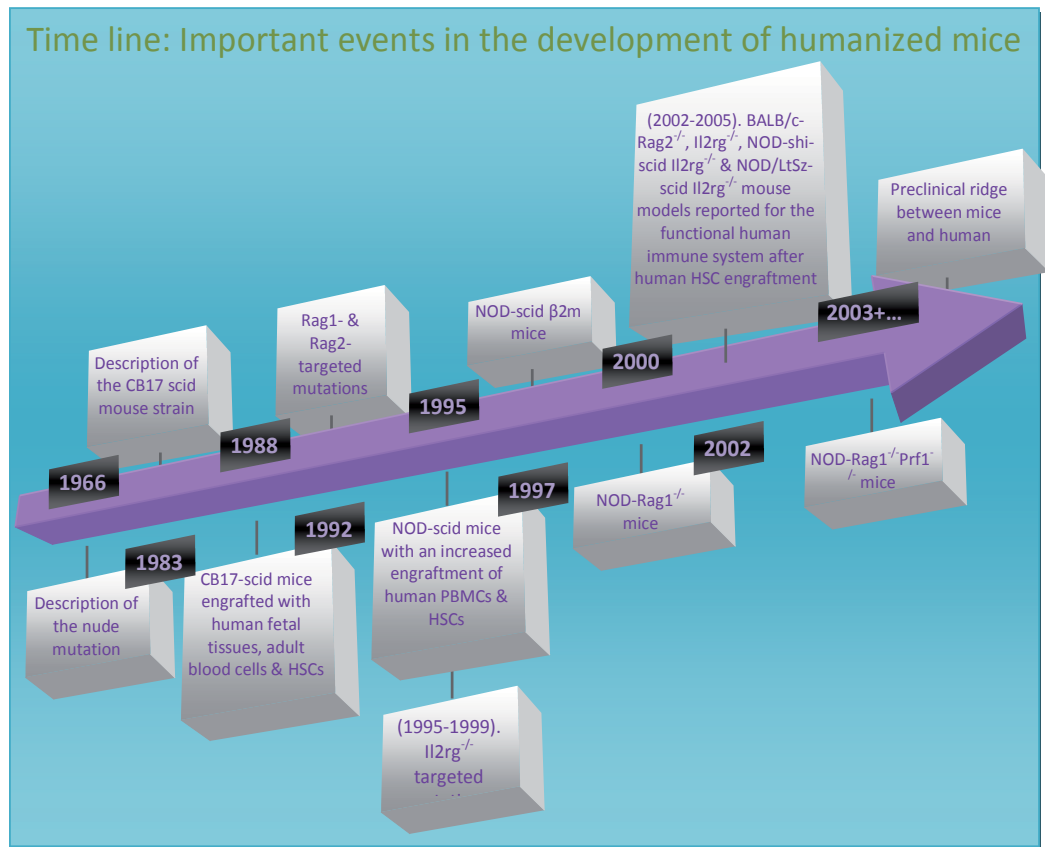 Time line: Important events in the development of humanized mice
(2002-2005). BALB/c-
Rag2-/-, Il2rg-/-, NOD-shi-
scid Il2rg-/- & NOD/LtSz-
scid Il2rg-/- mouse
models reported for the
functional human
immune system after
human HSC engraftment
Preclinical ridge
between mice
and human
NOD-scid β2m
mice
Rag1- &
Rag2-
targeted
mutations
Description of
the CB17 scid
mouse strain
1966
1988
1995
2000
2003+...
1983
1992
1997
2002
Description of
the nude
mutation
CB17-scid mice
engrafted with
human fetal
tissues, adult
blood cells & HSCs
NOD-scid mice
with an increased
engraftment of
human PBMCs &
HSCs
NOD-Rag1-/-
mice
NOD-Rag1-/-Prf1-
/- mice
(1995-1999).
Il2rg-/-
targeted